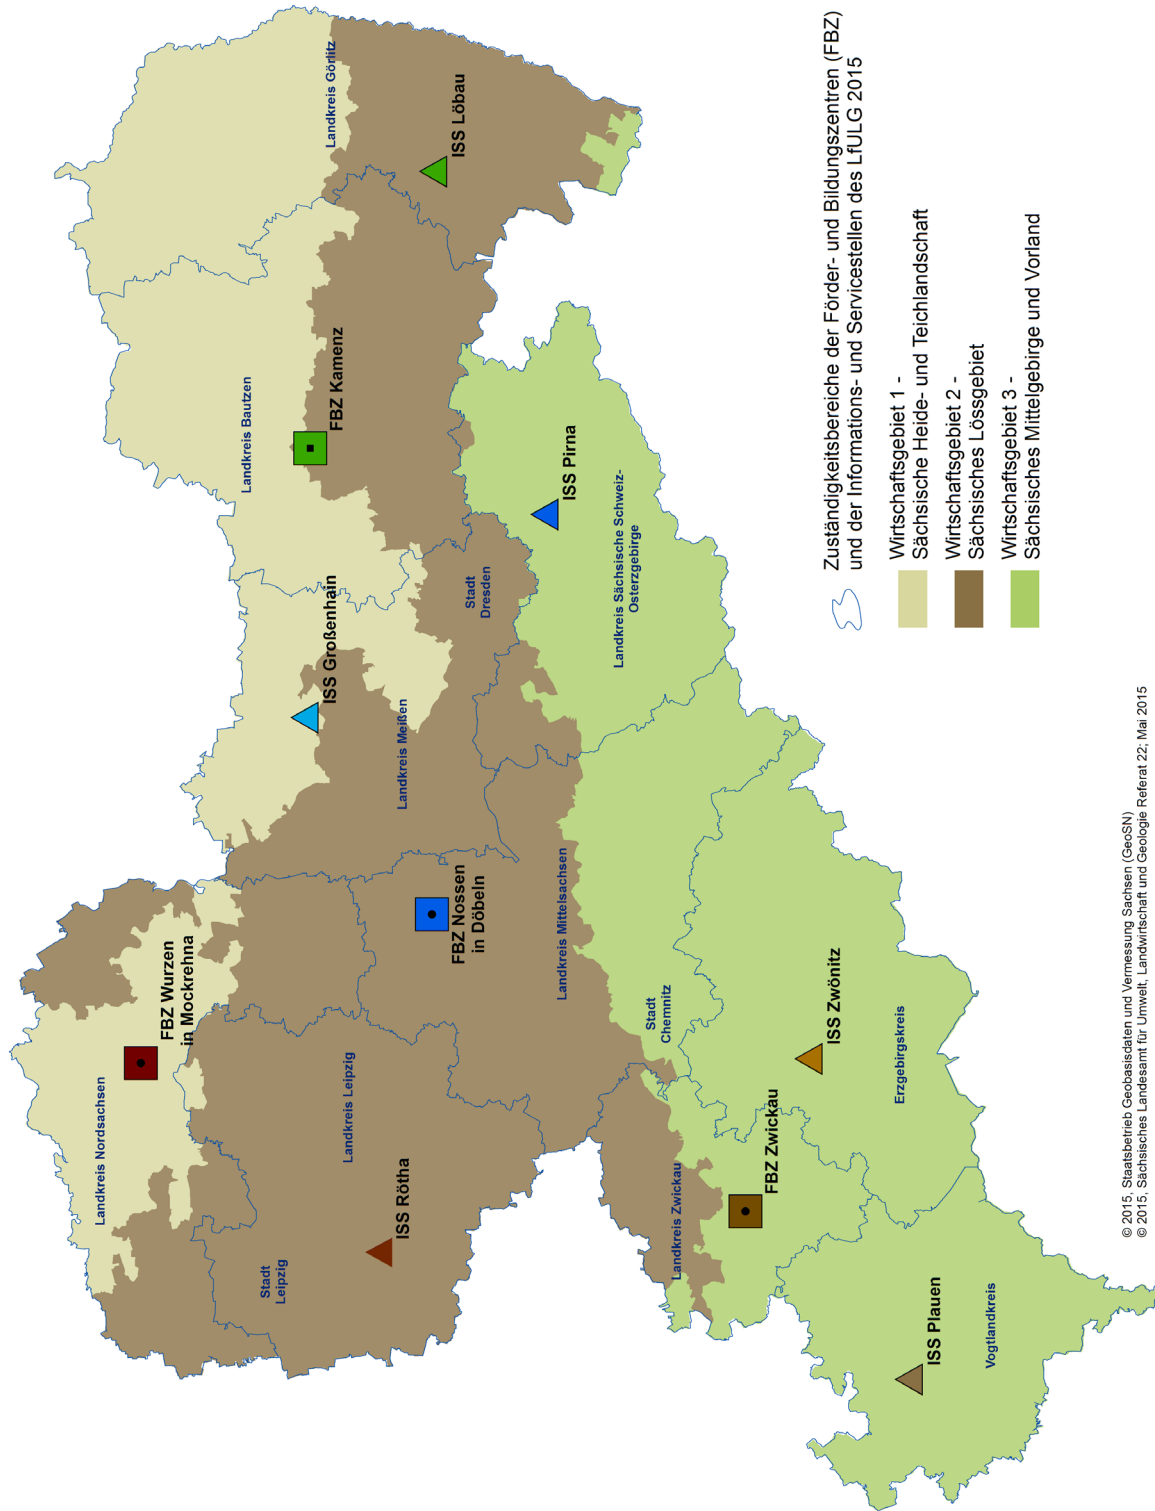 Landkreis Nordsachsen
FBZ Wurzen
in Mockrehna
Stadt
Leipzig
Landkreis Leipzig
ISS Rötha
FBZ Nossen
in Döbeln
Landkreis Meißen
ISS Großenhain
Landkreis Bautzen
FBZ Kamenz
Landkreis Görlitz
ISS Löbau
Stadt
Dresden
ISS Pirna
Landkreis Sächsische Schweiz-
Osterzgebirge
Landkreis Mittelsachsen
Stadt
Chemnitz
Landkreis Zwickau
FBZ Zwickau
ISS Zwönitz
Erzgebirgskreis
ISS Plauen
Vogtlandkreis
Zuständigkeitsbereiche der Förder- und Bildungszentren (FBZ)
und der Informations- und Servicestellen des LfULG 2015
Wirtschaftsgebiet 1 -
Sächsische Heide- und Teichlandschaft
Wirtschaftsgebiet 2 -
Sächsisches Lössgebiet
Wirtschaftsgebiet 3 -
Sächsisches Mittelgebirge und Vorland
© 2015, Staatsbetrieb Geobasisdaten und Vermessung Sachsen (GeoSN)
© 2015, Sächsisches Landesamt für Umwelt, Landwirtschaft und Geologie Referat 22; Mai 2015